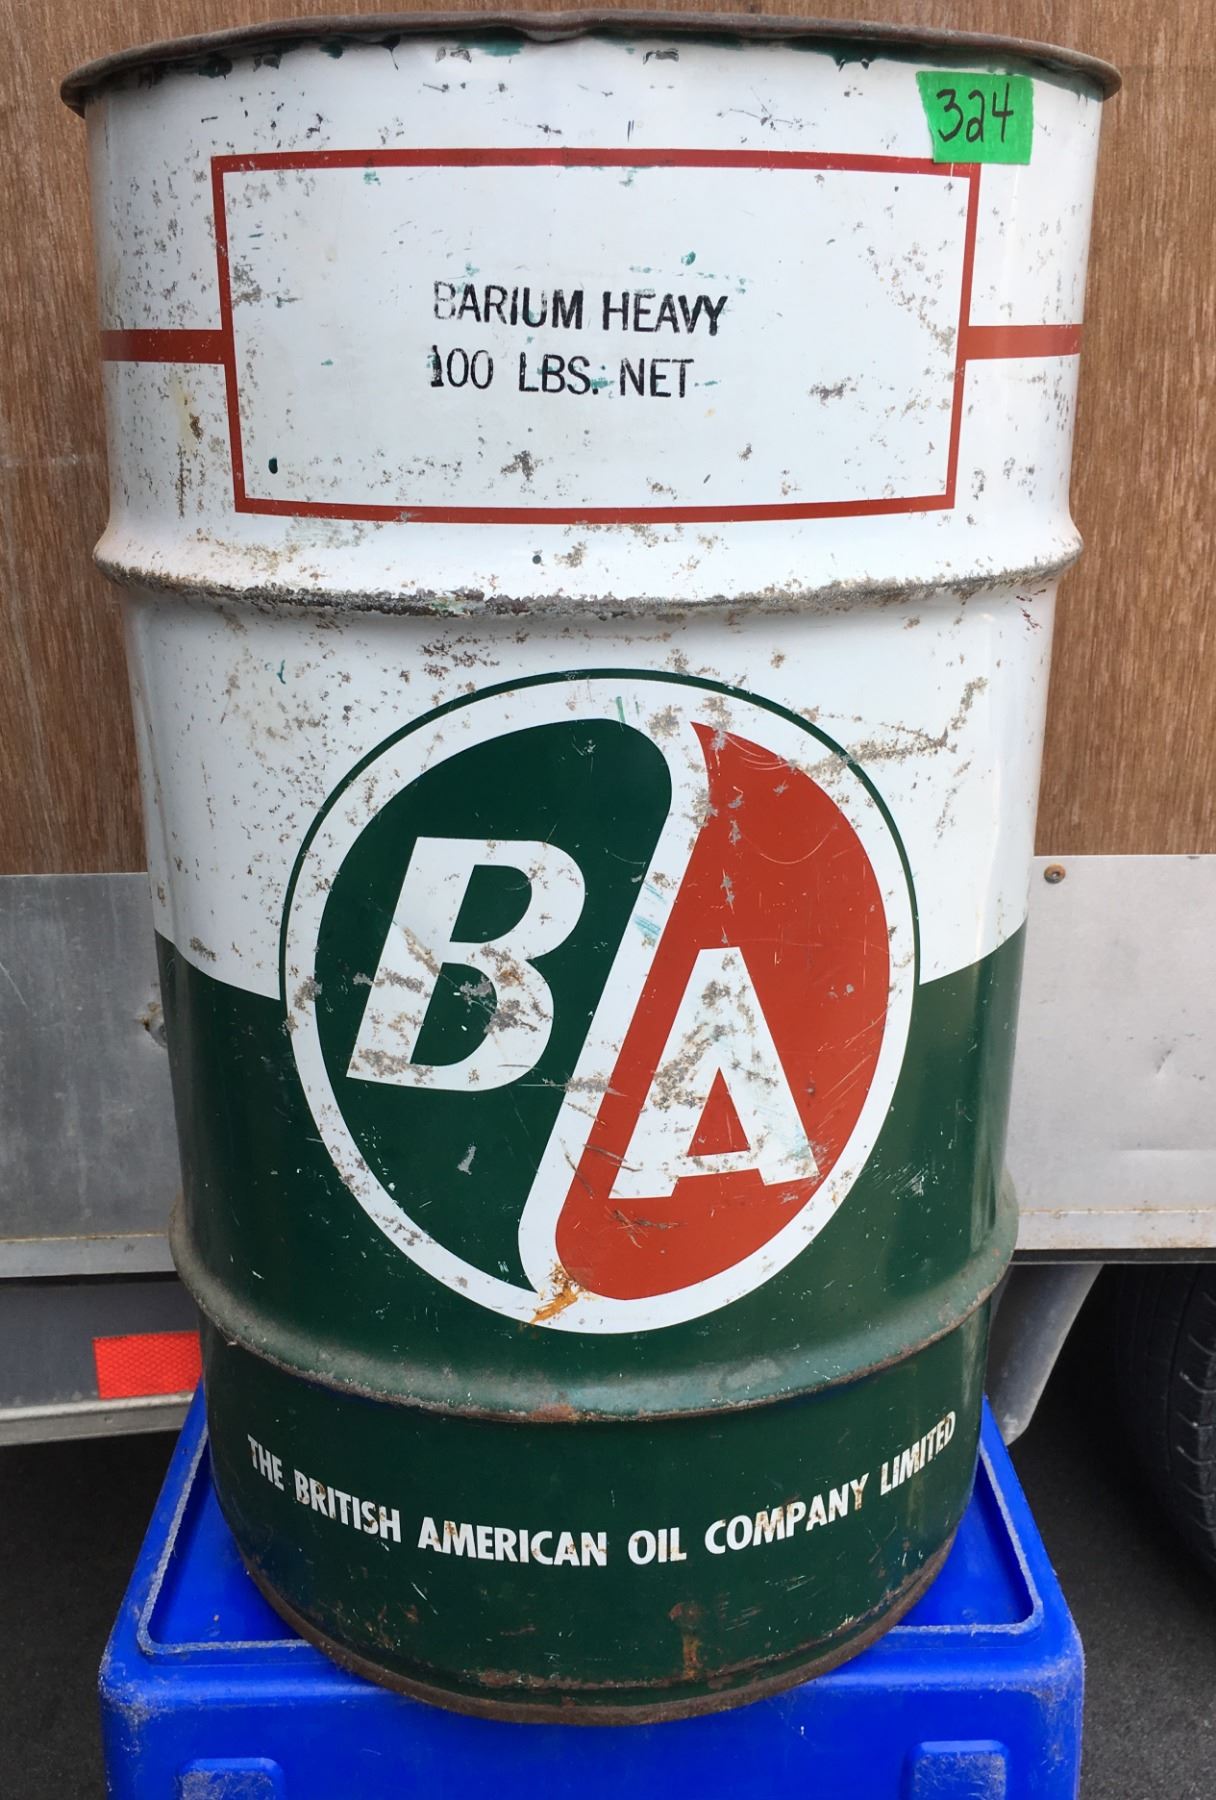 324
BARIUM HEAVY
100 LBS. NET
B A
THE BRITISH AMERICAN OIL COMPANY LIMITED